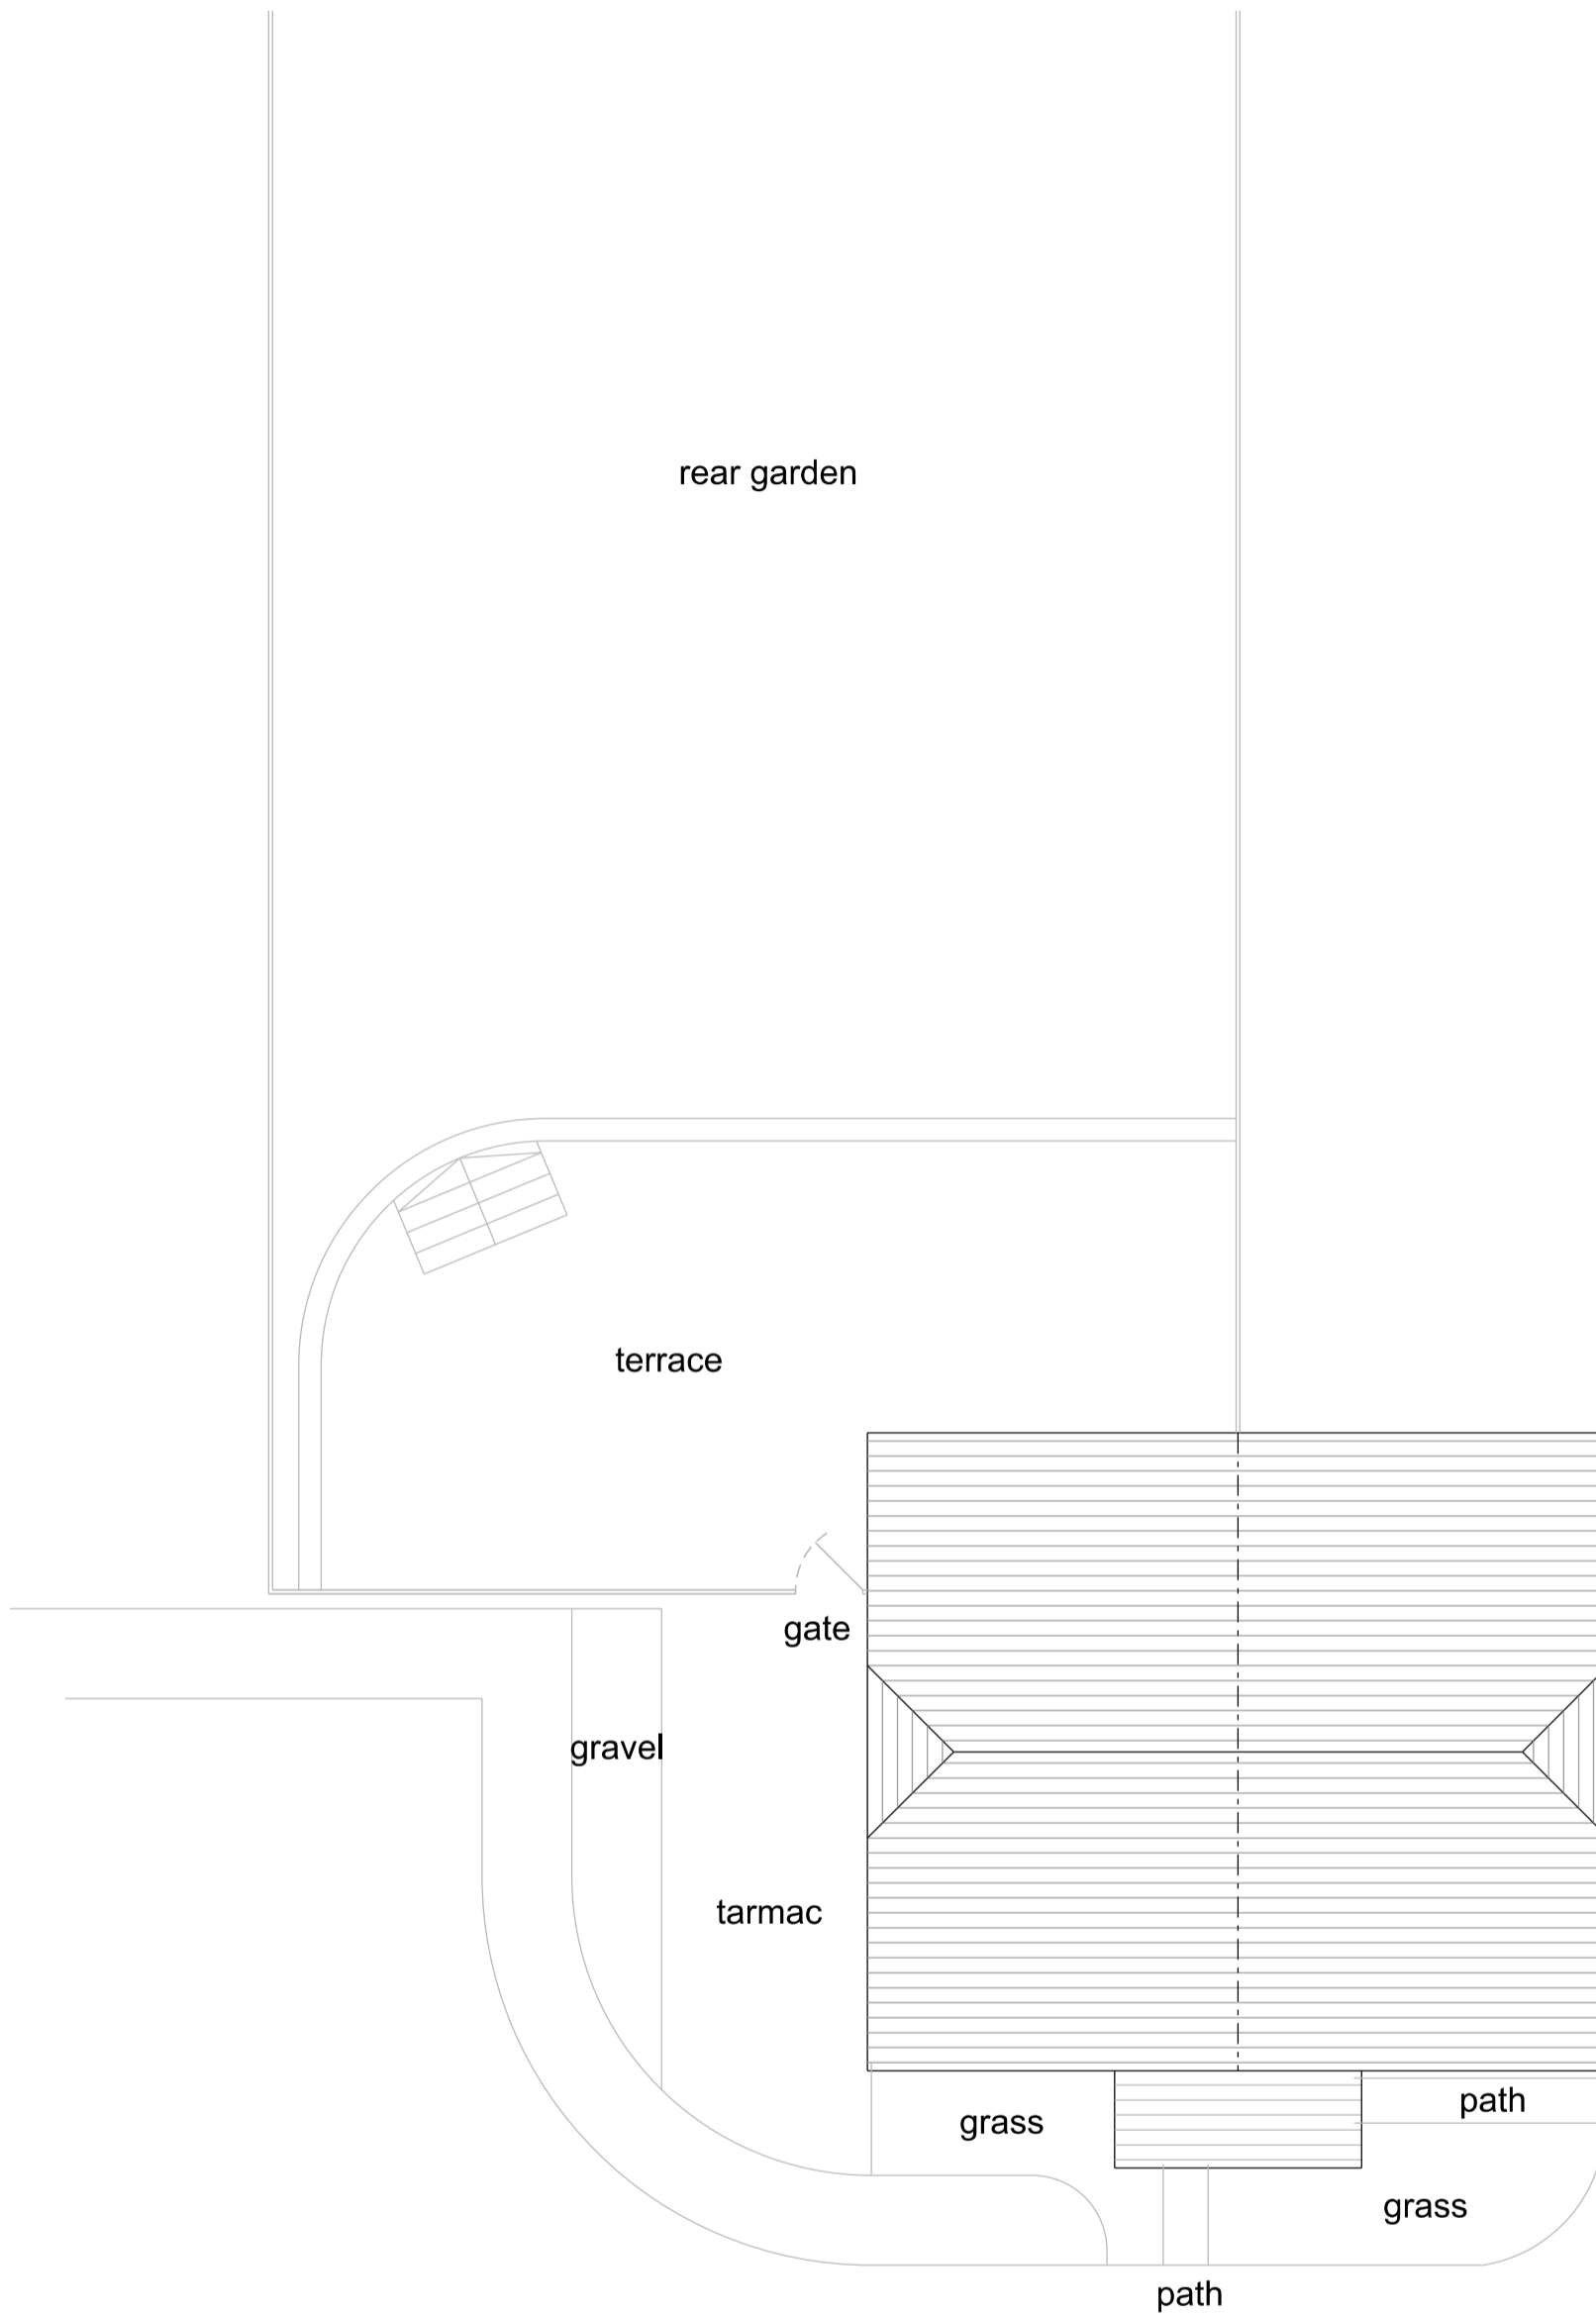 rear garden
terrace
gate
gravel
tarmac
path
grass
grass
path